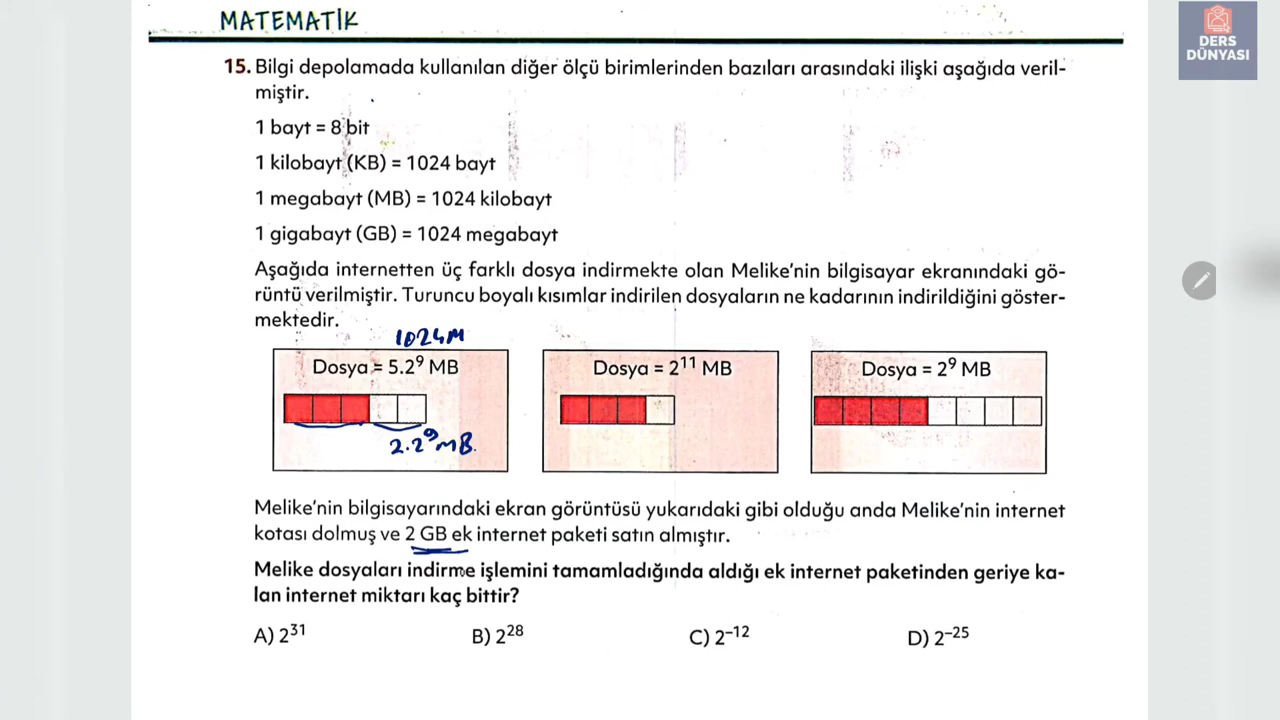 MATEMATİK
DERS
DÜNYASI
15. Bilgi depolamada kullanılan diğer ölçü birimlerinden bazıları arasındaki ilişki aşağıda veril-
miştir.
1 bayt = 8 bit
1 kilobayt (KB) = 1024 bayt
1 megabayt (MB) = 1024 kilobayt
1 gigabayt (GB) = 1024 megabayt
Aşağıda internetten üç farklı dosya indirmekte olan Melike'nin bilgisayar ekranındaki gö-
rüntü verilmiştir. Turuncu boyalı kısımlar indirilen dosyaların ne kadarının indirildiğini göster-
mektedir.
1024M
Dosya = 5.2⁹ MB
2.2⁹MB.
Dosya = 2¹¹ MB
Dosya = 2⁹ MB
Melike'nin bilgisayarındaki ekran görüntüsü yukarıdaki gibi olduğu anda Melike'nin internet
kotası dolmuş ve 2 GB ek internet paketi satın almıştır.
Melike dosyaları indirme işlemini tamamladığında aldığı ek internet paketinden geriye ka-
lan internet miktarı kaç bittir?
A) 2³¹ B) 2²⁸ C) 2⁻¹² D) 2⁻²⁵